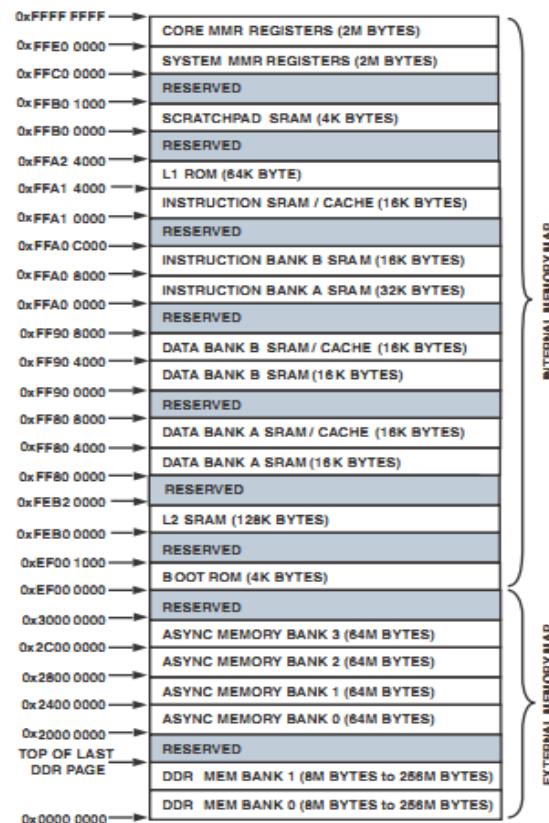 0xFFFF FFFF
CORE MMR REGISTERS (2M BYTES)
0xFFE0 0000
SYSTEM MMR REGISTERS (2M BYTES)
0xFFC0 0000
RESERVED
0xFFB0 1000
SCRATCHPAD SRAM (4K BYTES)
0xFFB0 0000
RESERVED
0xFFA2 4000
L1 ROM (64K BYTE)
0xFFA1 4000
INSTRUCTION SRAM / CACHE (16K BYTES)
0xFFA1 0000
RESERVED
0xFFA0 C000
INSTRUCTION BANK B SRAM (16K BYTES)
0xFFA0 8000
INSTRUCTION BANK A SRAM (32K BYTES)
0xFFA0 0000
RESERVED
0xFF90 8000
DATA BANK B SRAM / CACHE (16K BYTES)
0xFF90 4000
DATA BANK B SRAM (16K BYTES)
0xFF90 0000
RESERVED
0xFF80 8000
DATA BANK A SRAM / CACHE (16K BYTES)
0xFF80 4000
DATA BANK A SRAM (16K BYTES)
0xFF80 0000
RESERVED
0xFEB2 0000
L2 SRAM (128K BYTES)
0xFEB0 0000
RESERVED
0xEF00 1000
BOOT ROM (4K BYTES)
0xEF00 0000
RESERVED
0x3000 0000
ASYNC MEMORY BANK 3 (64M BYTES)
0x2C00 0000
ASYNC MEMORY BANK 2 (64M BYTES)
0x2800 0000
ASYNC MEMORY BANK 1 (64M BYTES)
0x2400 0000
ASYNC MEMORY BANK 0 (64M BYTES)
0x2000 0000
RESERVED
TOP OF LAST
DDR PAGE
DDR MEM BANK 1 (8M BYTES to 256M BYTES)
DDR MEM BANK 0 (8M BYTES to 256M BYTES)
0x0000 0000
INTERNAL MEMORY MAP
EXTERNAL MEMORY MAP